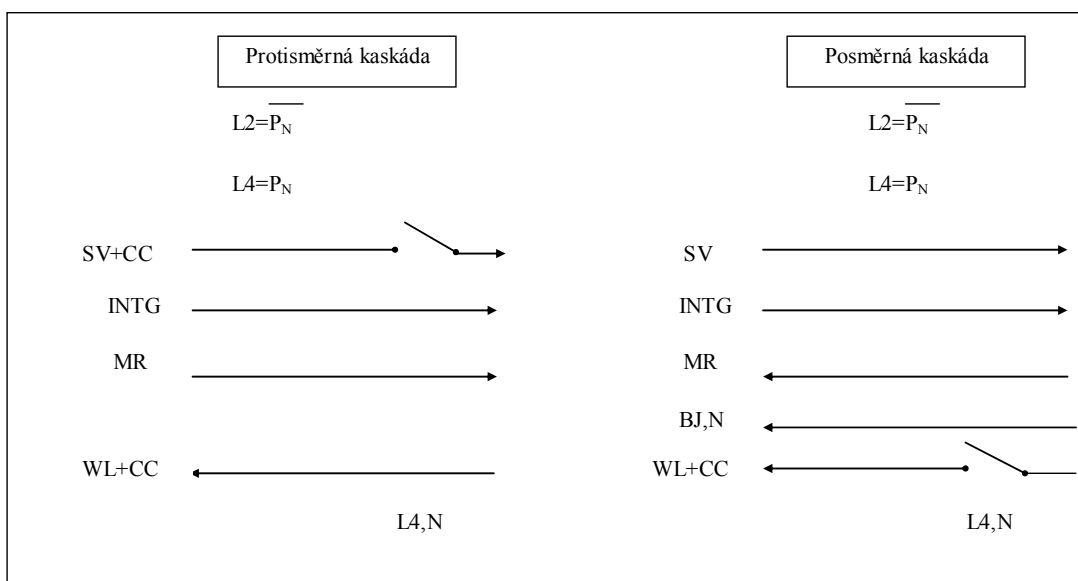 Protisměrná kaskáda
L2=P̅N̅
L4=PN
SV+CC
INTG
MR
WL+CC
L4,N
Posměrná kaskáda
L2=P̅N̅
L4=PN
SV
INTG
MR
BJ,N
WL+CC
L4,N